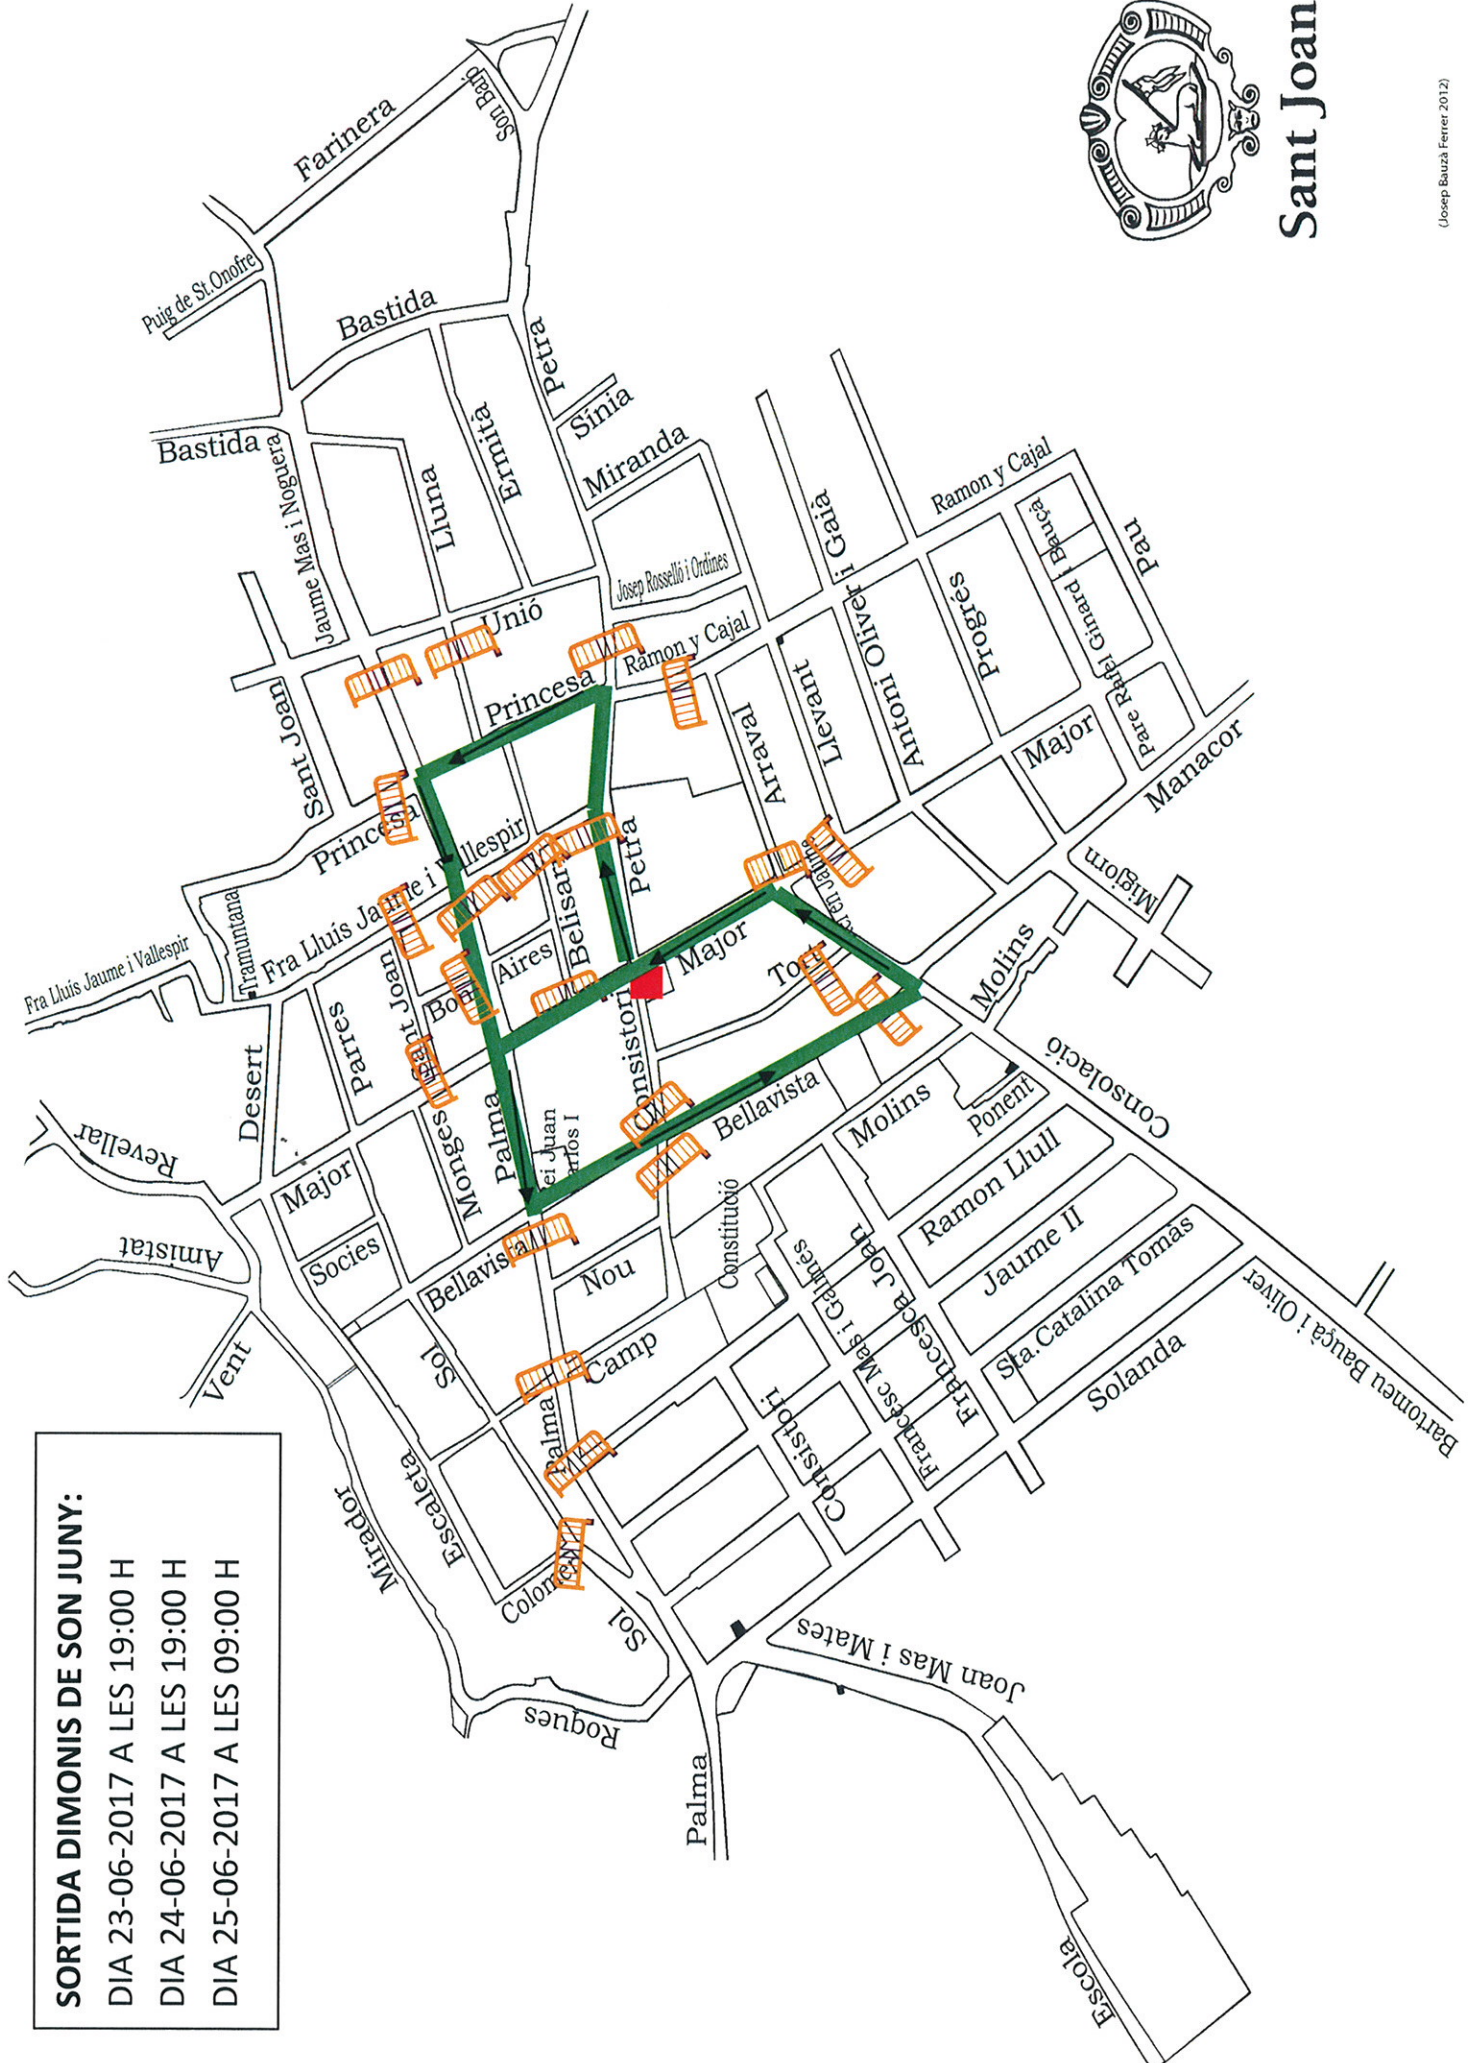 SORTIDA DIMONIS DE SON JUNY:
DIA 23-06-2017 A LES 19:00 H
DIA 24-06-2017 A LES 19:00 H
DIA 25-06-2017 A LES 09:00 H
Sant Joan
(Josep Bauzà Ferrer 2012)
Farinera
Son Baró
Puig de St.Onofre
Bastida
Petra
Bastida
Sínia
Ermità
Miranda
Lluna
Jaume Mas i Noguera
Josep Rosselló i Ordines
Ramon y Cajal
Unió
Ramon y Cajal
Princesa
Sant Joan
Princesa
Antoni Oliver i Gaià
Progrés
Pare Rafel Ginard i Bauçà
Pau
Llevant
Arraval
Major
Manacor
Migjorn
Fra Lluís Jaume i Vallespir
Fra Lluís Jaume i Vallespir
Tramuntana
Petra
Aires
Major
Molins
Parres
Sant Joan
Desert
Consistori
Palma
Monges
Major
Revellar
Amistat
Socies
Bellavista
Bellavista
Molins
Ponent
Consolació
Ramon Llull
Jaume II
Sta.Catalina Tomàs
Solanda
Bartomeu Bauçà i Oliver
Constitució
Nou
Camp
Francesc Mas i Galmés
Francesca Joan
Consistori
Vent
Sol
Palma
Mirador
Escaleta
Sol
Roques
Palma
Joan Mas i Mates
Escola